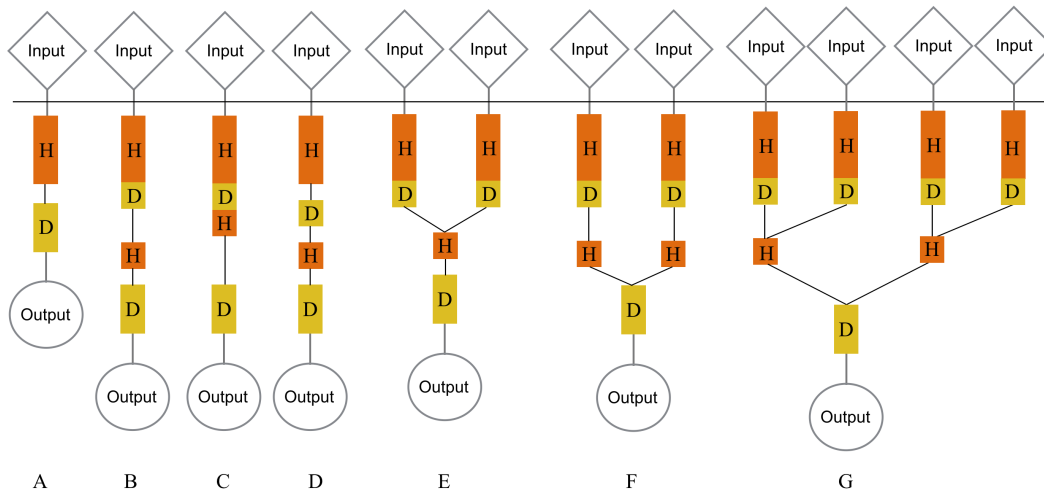 Input Input Input Input Input Input Input Input Input Input Input Input
H H H H H H H H H H H H
D D D D D D D D D
D H D
H H H H H H H
D D D D D D
Output Output Output Output Output Output Output
A B C D E F G